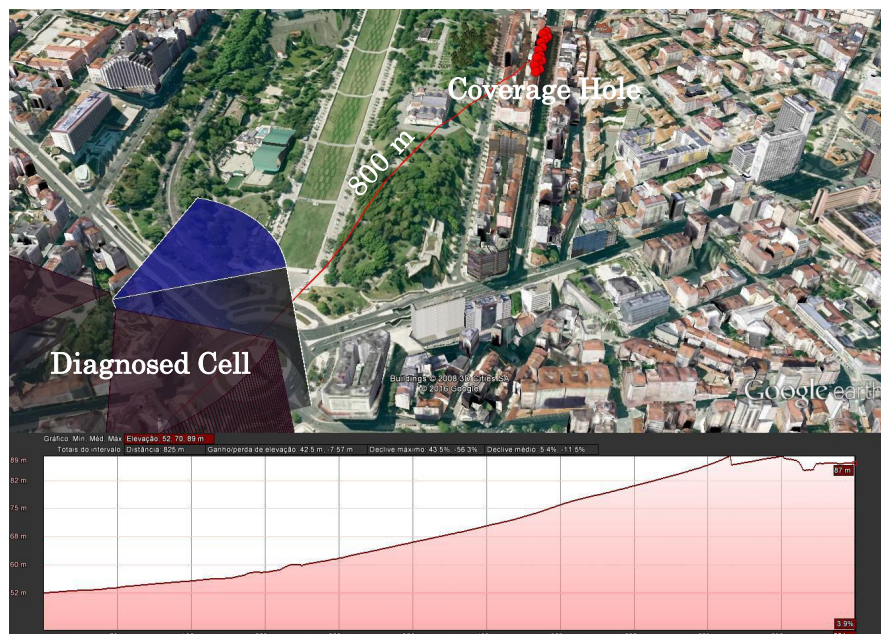 Coverage Hole
800 m
Diagnosed Cell
Buildings © 2008 3D Cities SA
© 2016 Google
Google earth
Gráfico: Mín, Méd, Máx Elevação: 52, 70, 89 m
Totais do intervalo: Distância: 825 m Ganho/perda de elevação: 42.5 m, -7.57 m Declive máximo: 43.5%, -56.3% Declive médio: 5.4%, -11.5%
89 m
82 m
75 m
68 m
60 m
52 m
87 m
3.9%